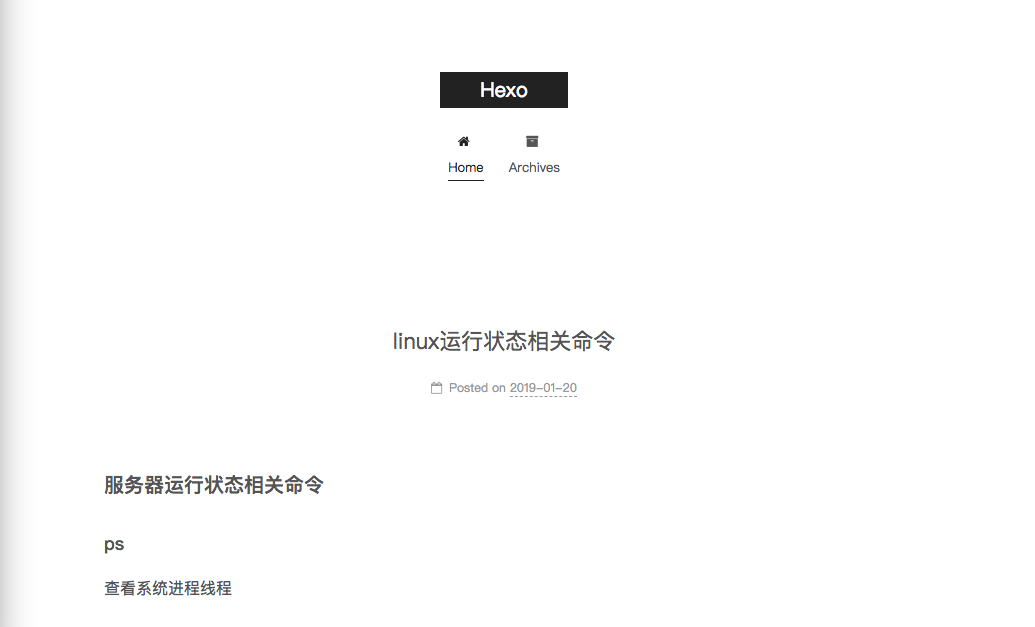 Hexo
Home Archives
linux运行状态相关命令
Posted on 2019-01-20
服务器运行状态相关命令
ps
查看系统进程线程